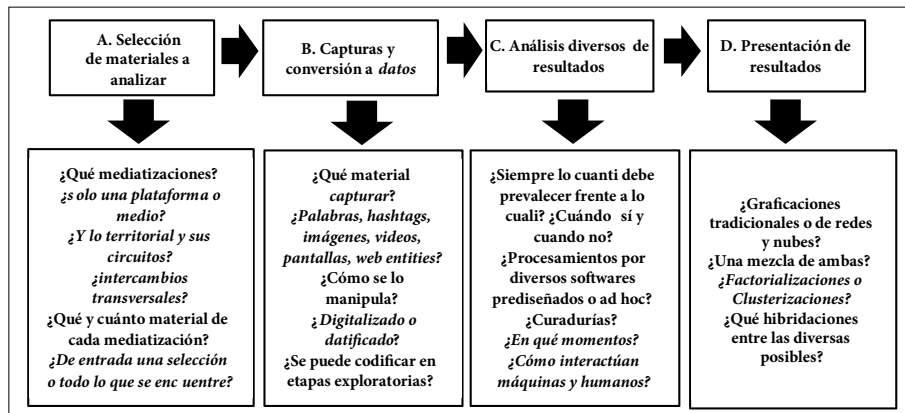 A. Selección
de materiales a
analizar
B. Capturas y
conversión a datos
C. Análisis diversos de
resultados
D. Presentación de
resultados
¿Qué mediatizaciones?
¿s olo una plataforma o
medio?
¿Y lo territorial y sus
circuitos?
¿intercambios
transversales?
¿Qué y cuánto material de
cada mediatización?
¿De entrada una selección
o todo lo que se enc uentre?
¿Qué material
capturar?
¿Palabras, hashtags,
imágenes, videos,
pantallas, web entities?
¿Cómo se lo
manipula?
¿Digitalizado o
datificado?
¿Se puede codificar en
etapas exploratorias?
¿Siempre lo cuanti debe
prevalecer frente a lo
cuali? ¿Cuándo sí y
cuando no?
¿Procesamientos por
diversos softwares
prediseñados o ad hoc?
¿Curadurías?
¿En qué momentos?
¿Cómo interactúan
máquinas y humanos?
¿Graficaciones
tradicionales o de redes
y nubes?
¿Una mezcla de ambas?
¿Factorializaciones o
Clusterizaciones?
¿Qué hibridaciones
entre las diversas
posibles?